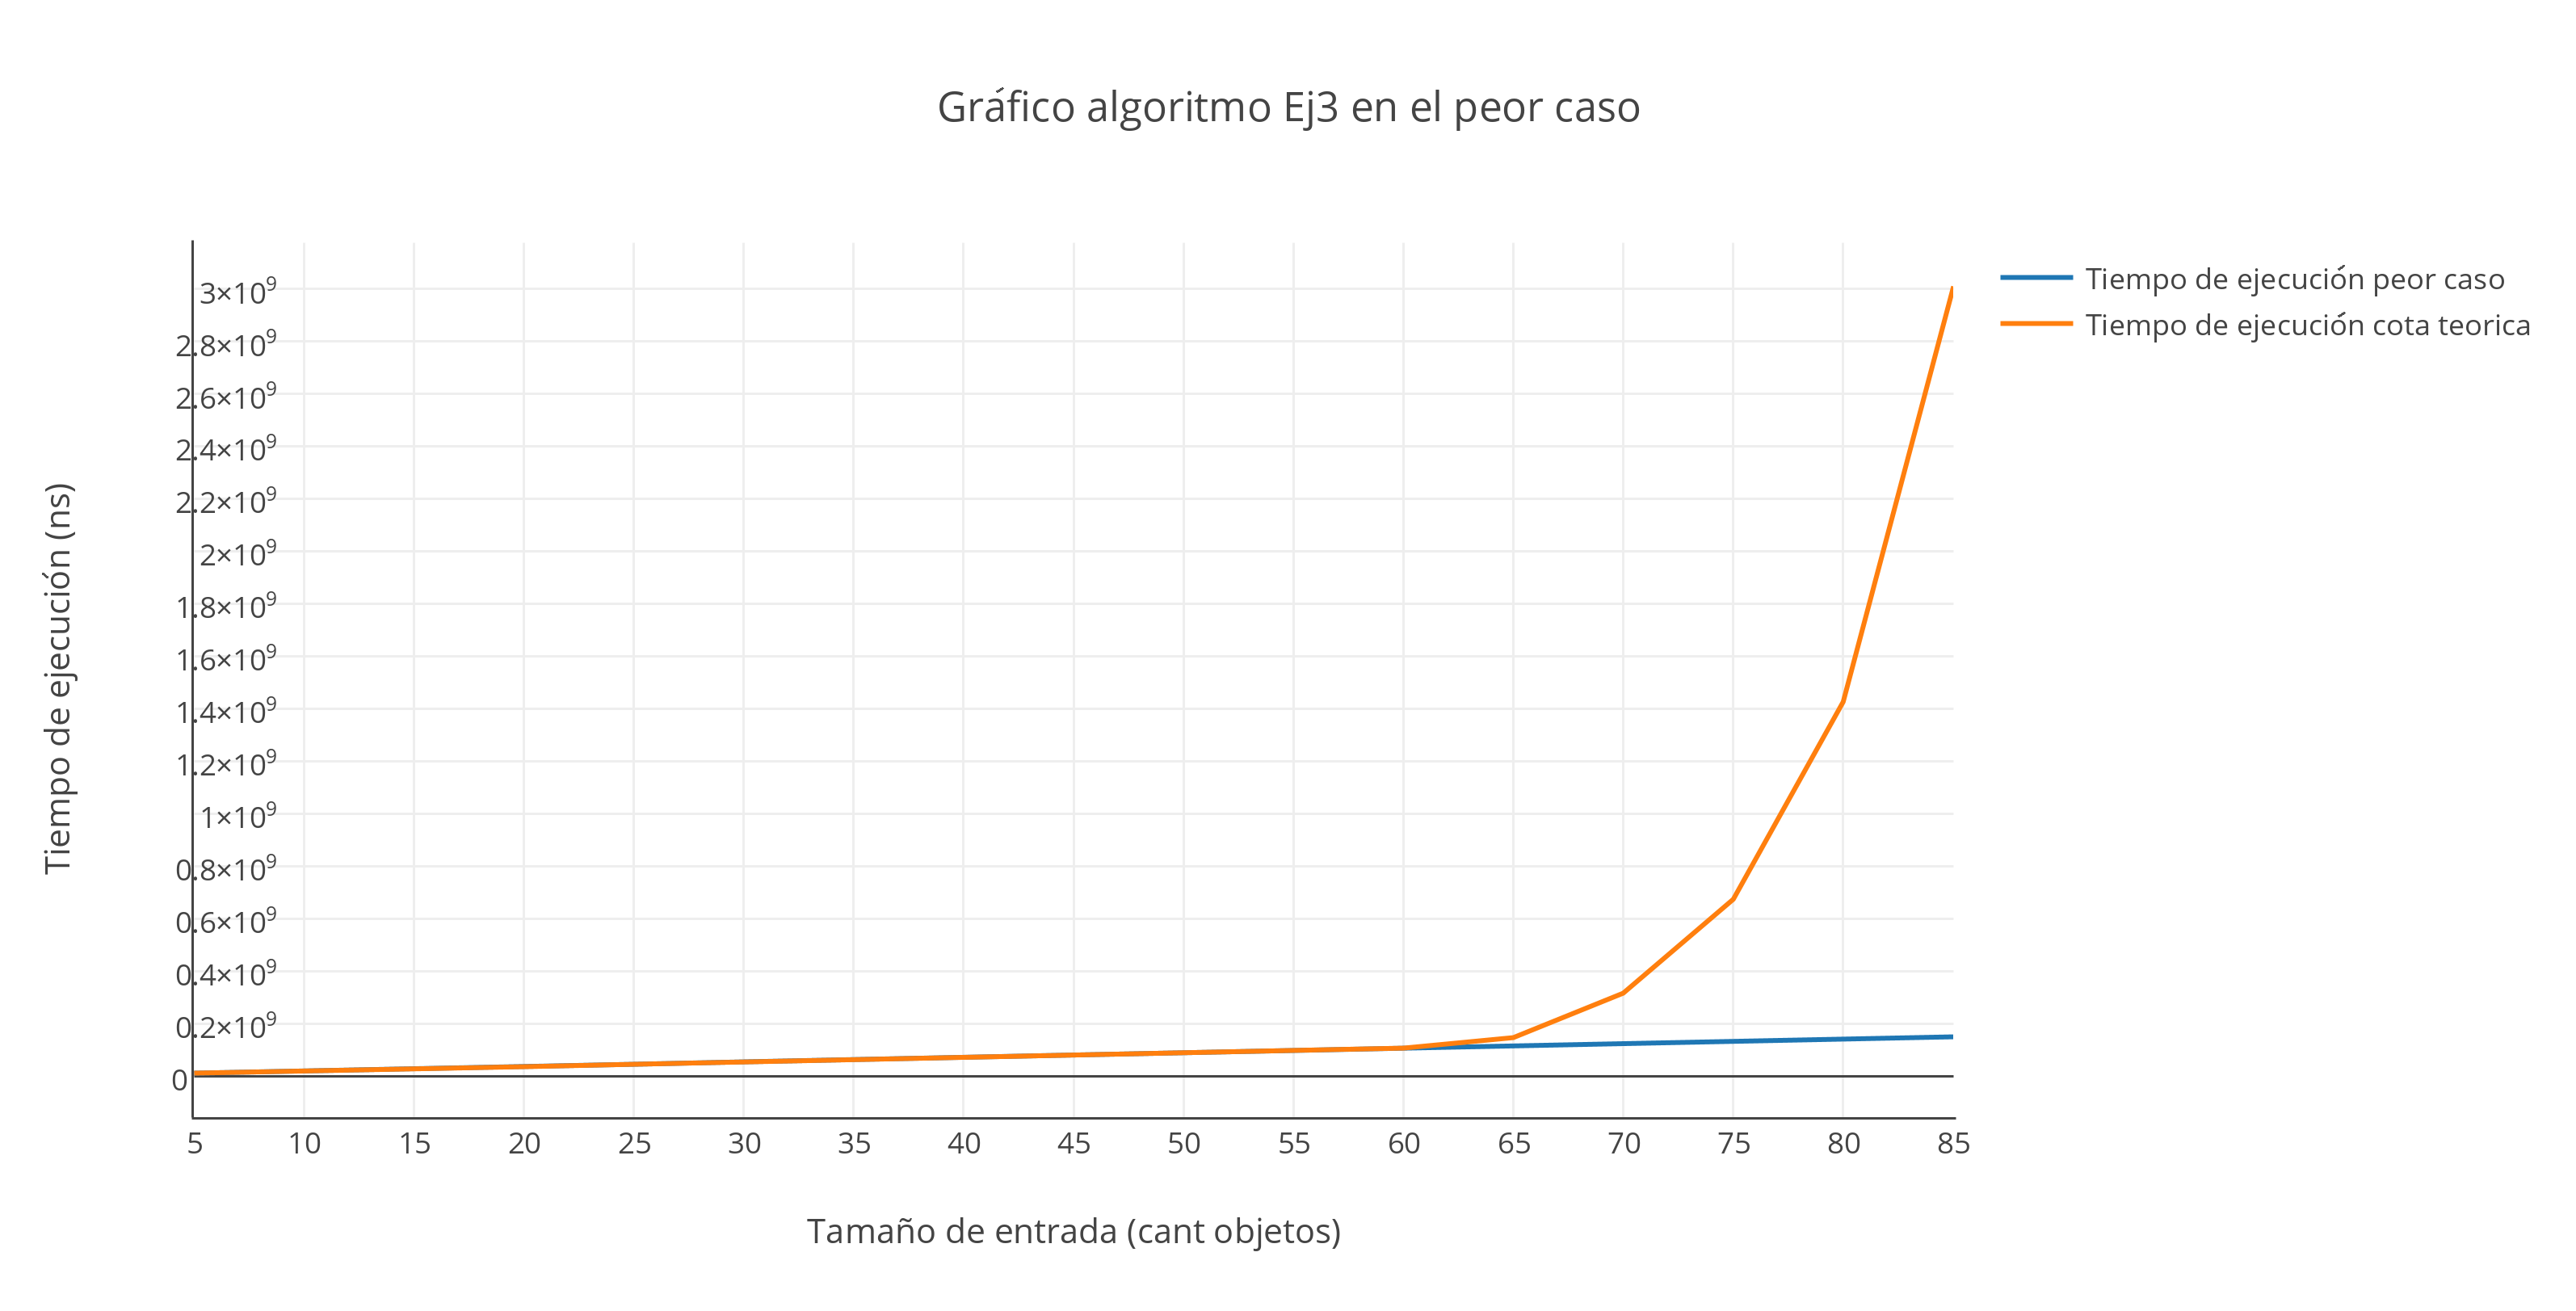 Gráfico algoritmo Ej3 en el peor caso
Tiempo de ejecución peor caso
Tiempo de ejecución cota teorica
Tiempo de ejecución (ns)
3×10⁹
2.8×10⁹
2.6×10⁹
2.4×10⁹
2.2×10⁹
2×10⁹
1.8×10⁹
1.6×10⁹
1.4×10⁹
1.2×10⁹
1×10⁹
0.8×10⁹
0.6×10⁹
0.4×10⁹
0.2×10⁹
0
5 10 15 20 25 30 35 40 45 50 55 60 65 70 75 80 85
Tamaño de entrada (cant objetos)